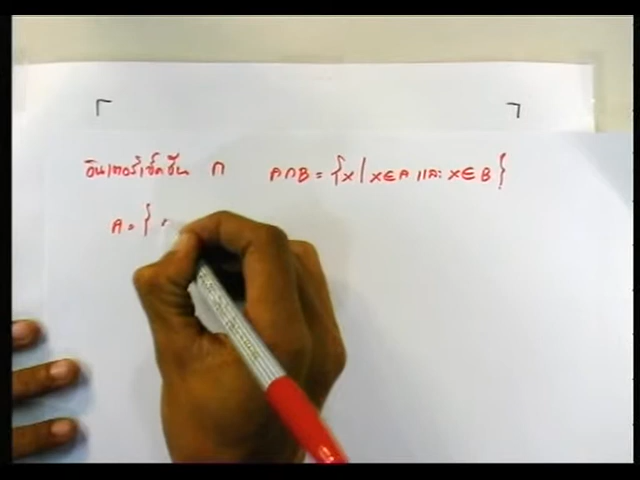 อินเตอร์เซ็คชัน ∩ A∩B = {x | x∈A และ x∈B}
A = {